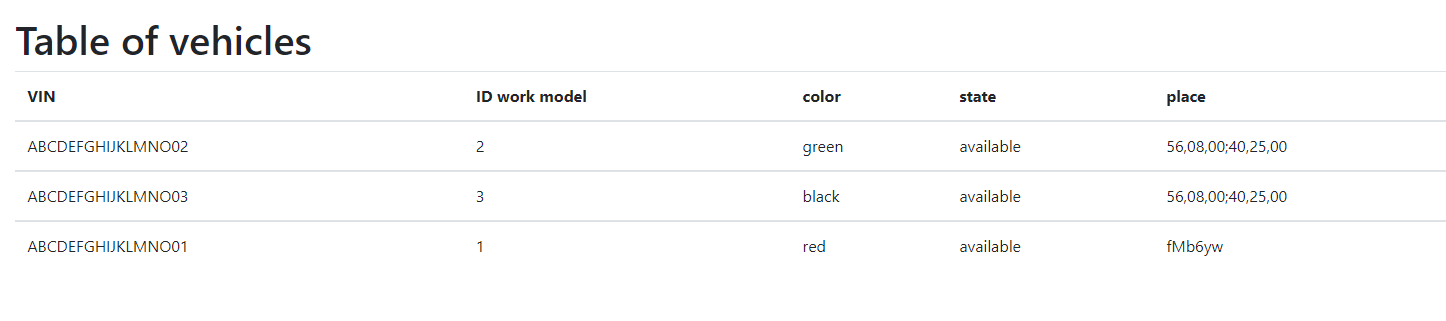 Table of vehicles
VIN ID work model color state place
ABCDEFGHIJKLMNO02 2 green available 56,08,00;40,25,00
ABCDEFGHIJKLMNO03 3 black available 56,08,00;40,25,00
ABCDEFGHIJKLMNO01 1 red available fMb6yw